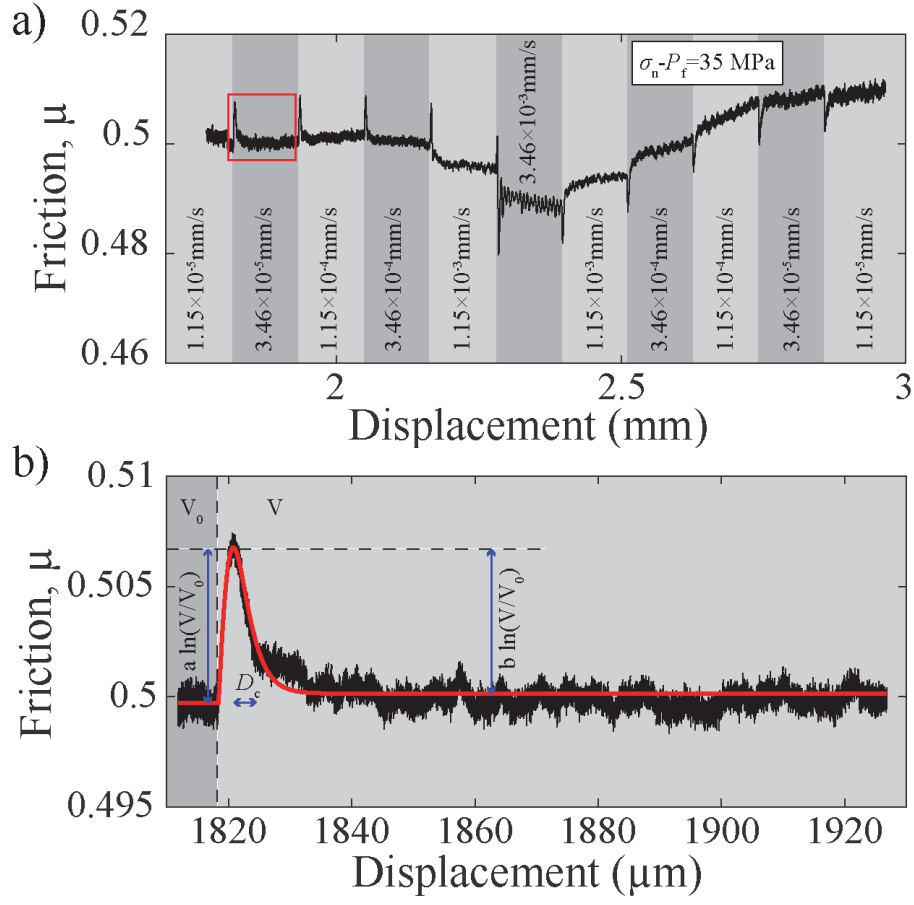 a)
0.52
0.5
0.48
0.46
Friction, μ
σn-Pf=35 MPa
1.15×10-5mm/s
3.46×10-5mm/s
1.15×10-4mm/s
3.46×10-4mm/s
1.15×10-3mm/s
3.46×10-3mm/s
1.15×10-3mm/s
3.46×10-4mm/s
1.15×10-4mm/s
3.46×10-5mm/s
1.15×10-5mm/s
2
2.5
3
Displacement (mm)
b)
0.51
0.505
0.5
0.495
Friction, μ
V0
V
a ln(V/V0)
Dc
b ln(V/V0)
1820
1840
1860
1880
1900
1920
Displacement (μm)